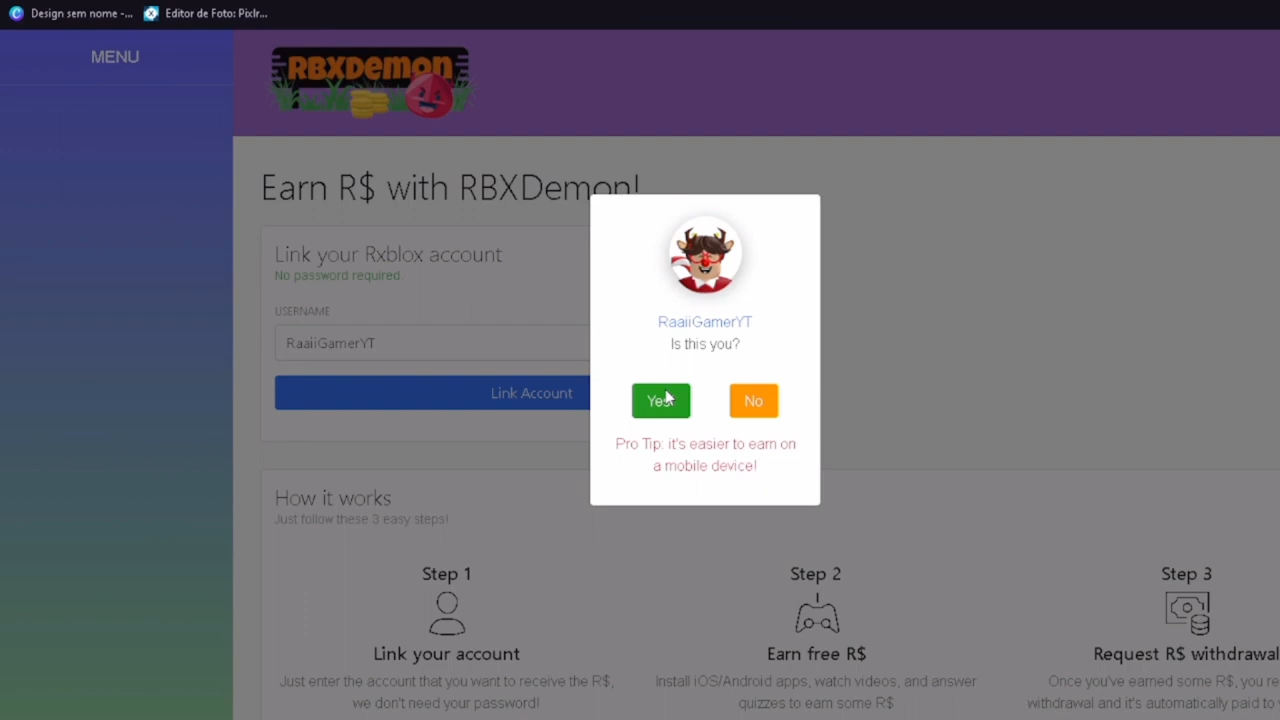 Design sem nome -...
Editor de Foto: Pixlr...
MENU
RBXDemon
Earn R$ with RBXDemon!
Link your Rxblox account
No password required.
USERNAME
RaaiiGamerYT
Link Account
RaaiiGamerYT
Is this you?
Yes
No
Pro Tip: it's easier to earn on
a mobile device!
How it works
Just follow these 3 easy steps!
Step 1
Link your account
Just enter the account that you want to receive the R$,
we don't need your password!
Step 2
Earn free R$
Install iOS/Android apps, watch videos, and answer
quizzes to earn some R$
Step 3
Request R$ withdrawal
Once you've earned some R$, you re
withdrawal and it's automatically paid to